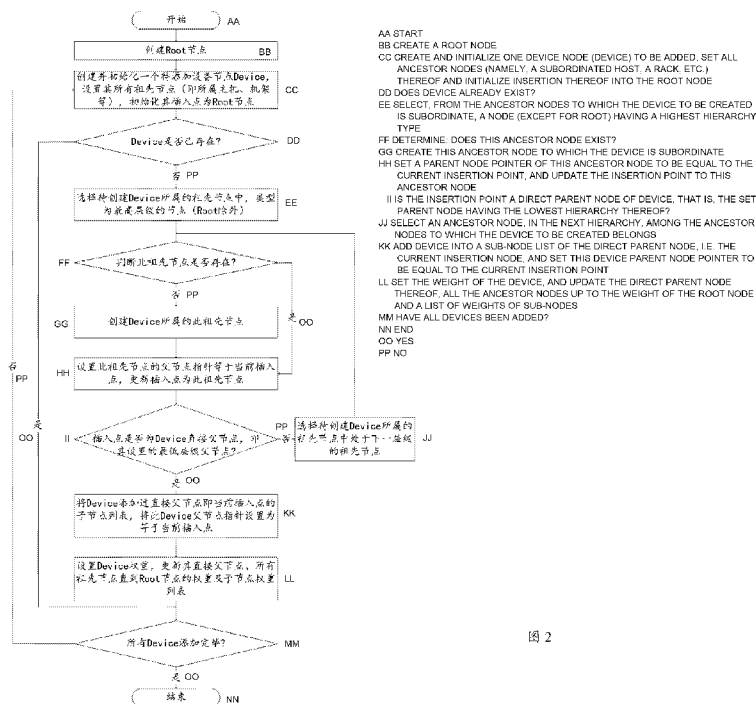 开始 AA
创建Root节点 BB
创建并初始化一个待添加设备节点Device,
设置其所有祖先节点（即所属主机、机架
等），初始化其插入点为Root节点
CC
Device是否已存在?
DD
否 PP
选择待创建Device所属的祖先节点中，类型
为最高层级的节点（Root除外）
EE
FF
判断此祖先节点是否存在?
否 PP
是
OO
GG
创建Device所属的此祖先节点
HH
设置此祖先节点的父节点指针等于当前插入
点，更新插入点为此祖先节点
否
PP
是
OO
II
插入点是否为Device直接父节点，即
其设置的最低层级父节点?
PP
否
选择待创建Device所属的
祖先节点中处于下一层级
的祖先节点
JJ
是 OO
将Device添加进直接父节点即当前插入点的
子节点列表，将此Device父节点指针设置为
等于当前插入点
KK
设置Device权重，更新其直接父节点、所有
祖先节点直到Root节点的权重及子节点权重
列表
LL
所有Device添加完毕?
MM
是 OO
结束 NN
AA START
BB CREATE A ROOT NODE
CC CREATE AND INITIALIZE ONE DEVICE NODE (DEVICE) TO BE ADDED, SET ALL
ANCESTOR NODES (NAMELY, A SUBORDINATED HOST, A RACK, ETC.)
THEREOF AND INITIALIZE INSERTION THEREOF INTO THE ROOT NODE
DD DOES DEVICE ALREADY EXIST?
EE SELECT, FROM THE ANCESTOR NODES TO WHICH THE DEVICE TO BE CREATED
IS SUBORDINATE, A NODE (EXCEPT FOR ROOT) HAVING A HIGHEST HIERARCHY
TYPE
FF DETERMINE: DOES THIS ANCESTOR NODE EXIST?
GG CREATE THIS ANCESTOR NODE TO WHICH THE DEVICE IS SUBORDINATE
HH SET A PARENT NODE POINTER OF THIS ANCESTOR NODE TO BE EQUAL TO THE
CURRENT INSERTION POINT, AND UPDATE THE INSERTION POINT TO THIS
ANCESTOR NODE
II IS THE INSERTION POINT A DIRECT PARENT NODE OF DEVICE, THAT IS, THE SET
PARENT NODE HAVING THE LOWEST HIERARCHY THEREOF?
JJ SELECT AN ANCESTOR NODE, IN THE NEXT HIERARCHY, AMONG THE ANCESTOR
NODES TO WHICH THE DEVICE TO BE CREATED BELONGS
KK ADD DEVICE INTO A SUB-NODE LIST OF THE DIRECT PARENT NODE, I.E. THE
CURRENT INSERTION NODE, AND SET THIS DEVICE PARENT NODE POINTER TO
BE EQUAL TO THE CURRENT INSERTION POINT
LL SET THE WEIGHT OF THE DEVICE, AND UPDATE THE DIRECT PARENT NODE
THEREOF, ALL THE ANCESTOR NODES UP TO THE WEIGHT OF THE ROOT NODE
AND A LIST OF WEIGHTS OF SUB-NODES
MM HAVE ALL DEVICES BEEN ADDED?
NN END
OO YES
PP NO
图 2